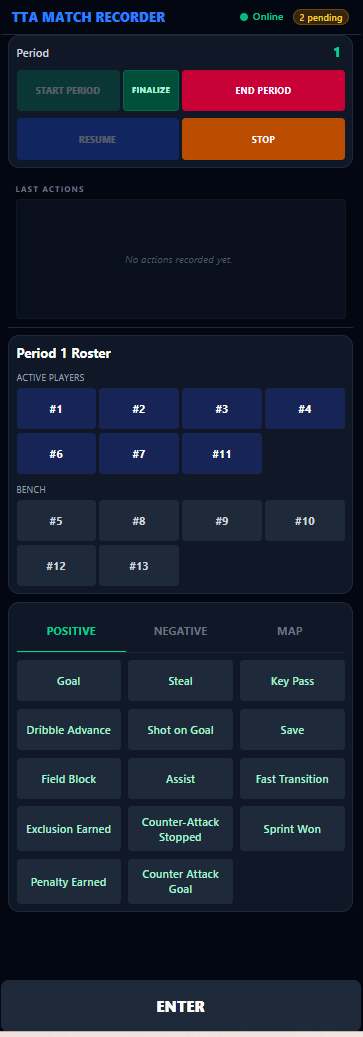 TTA MATCH RECORDER
Online
2 pending
Period
1
START PERIOD
FINALIZE
END PERIOD
RESUME
STOP
LAST ACTIONS
No actions recorded yet.
Period 1 Roster
ACTIVE PLAYERS
#1
#2
#3
#4
#6
#7
#11
BENCH
#5
#8
#9
#10
#12
#13
POSITIVE
NEGATIVE
MAP
Goal
Steal
Key Pass
Dribble Advance
Shot on Goal
Save
Field Block
Assist
Fast Transition
Exclusion Earned
Counter-Attack
Stopped
Sprint Won
Penalty Earned
Counter Attack
Goal
ENTER